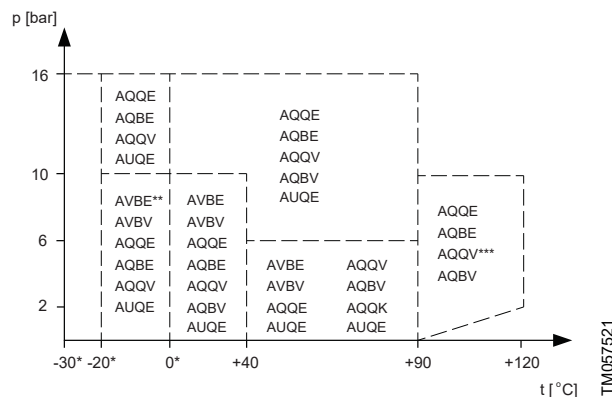 p [bar]
16
10
6
2
AQQE
AQBE
AQQV
AUQE
AQQE
AQBE
AQQV
AQBV
AUQE
AVBE**
AVBV
AQQE
AQBE
AQQV
AUQE
AVBE
AVBV
AQQE
AQBE
AQQV
AQBV
AUQE
AVBE
AVBV
AQQE
AUQE
AQQV
AQBV
AQQK
AUQE
AQQE
AQBE
AQQV***
AQBV
-30* -20* 0* +40 +90 +120
t [°C]
TM057521